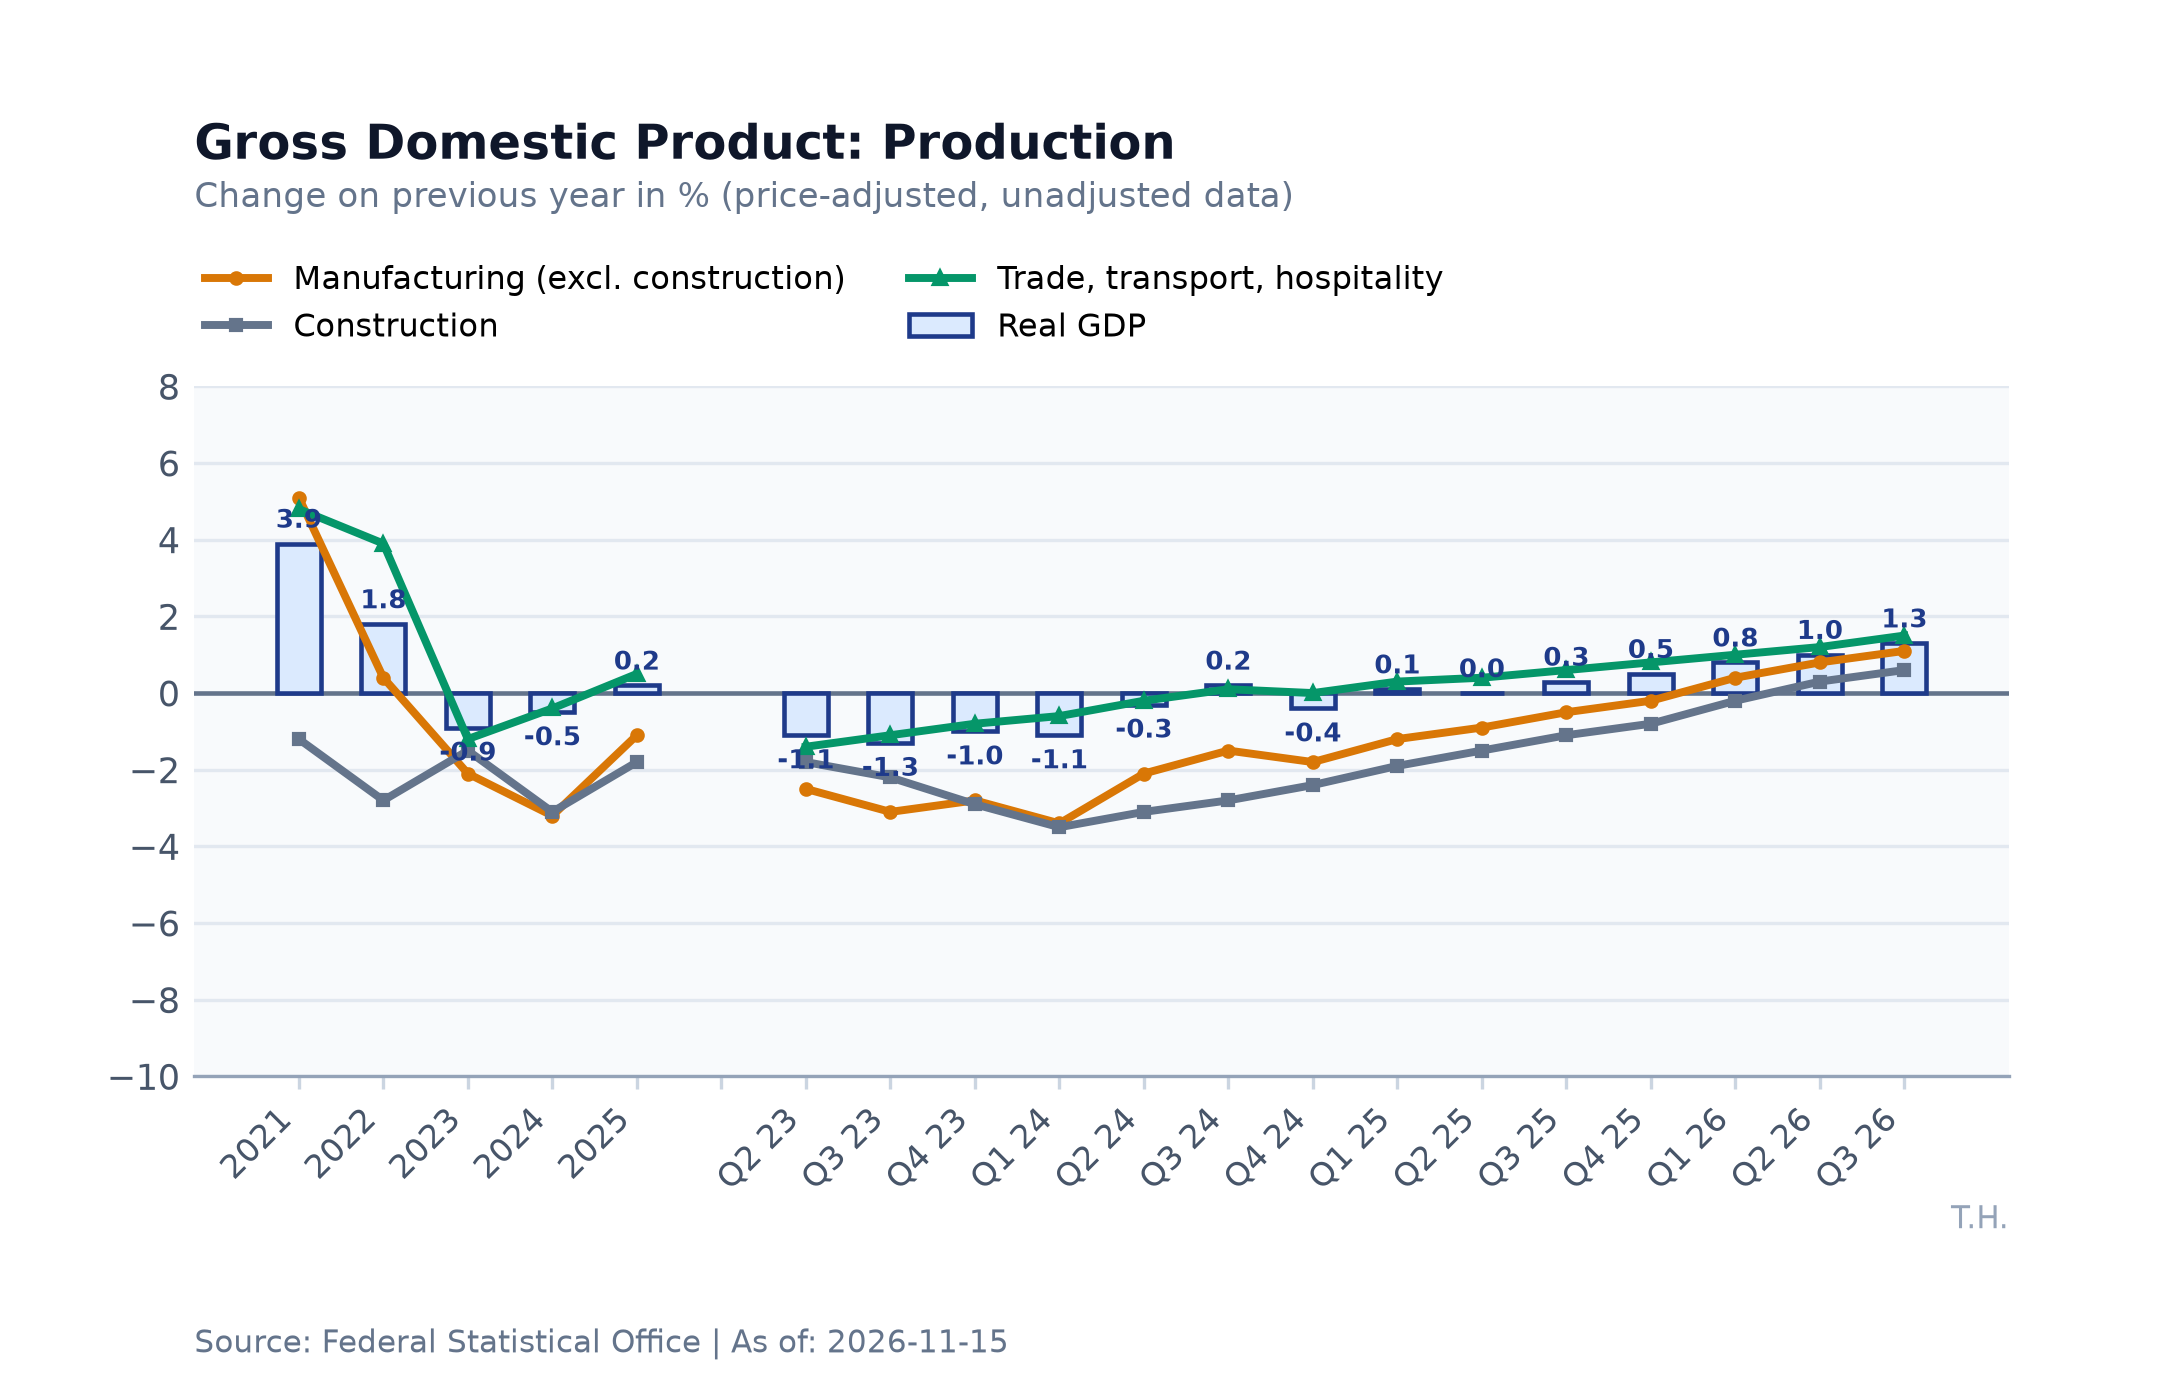 Gross Domestic Product: Production
Change on previous year in % (price-adjusted, unadjusted data)
Manufacturing (excl. construction)
Trade, transport, hospitality
Construction
Real GDP
8
6
4
2
0
−2
−4
−6
−8
−10
3.9
1.8
-0.9
-0.5
0.2
-1.1
-1.3
-1.0
-1.1
-0.3
0.2
-0.4
0.1
0.0
0.3
0.5
0.8
1.0
1.3
2021
2022
2023
2024
2025
Q2 23
Q3 23
Q4 23
Q1 24
Q2 24
Q3 24
Q4 24
Q1 25
Q2 25
Q3 25
Q4 25
Q1 26
Q2 26
Q3 26
T.H.
Source: Federal Statistical Office | As of: 2026-11-15